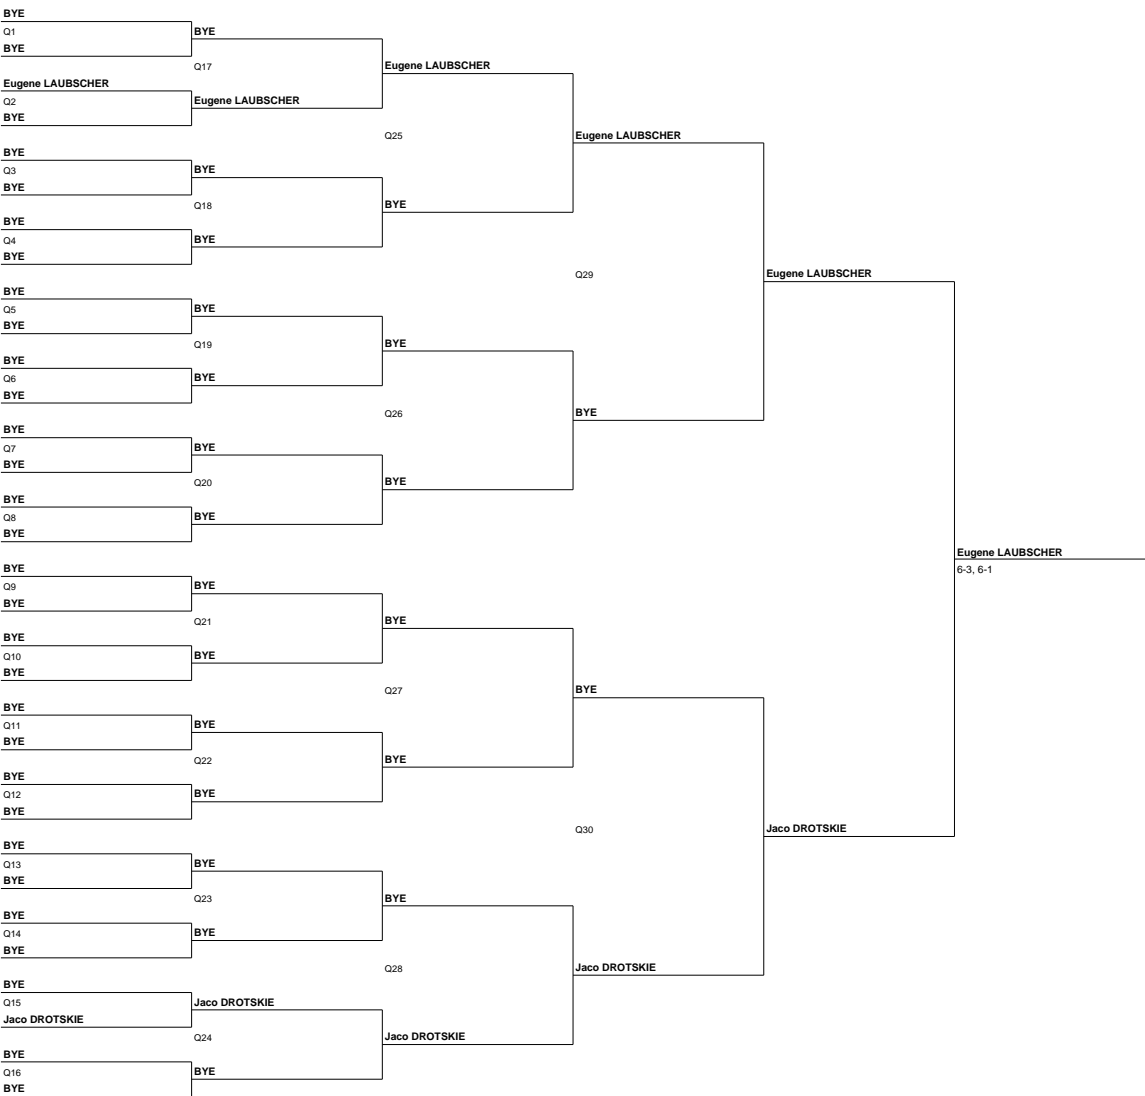 BYE
Q1
BYE
BYE
Q17
Eugene LAUBSCHER
Eugene LAUBSCHER
Q2
Eugene LAUBSCHER
BYE
Q25
Eugene LAUBSCHER
BYE
Q3
BYE
BYE
Q18
BYE
BYE
Q4
BYE
BYE
Q29
Eugene LAUBSCHER
BYE
Q5
BYE
BYE
Q19
BYE
BYE
Q6
BYE
BYE
Q26
BYE
BYE
Q7
BYE
BYE
Q20
BYE
BYE
Q8
BYE
BYE
Eugene LAUBSCHER
6-3, 6-1
BYE
Q9
BYE
BYE
Q21
BYE
BYE
Q10
BYE
BYE
Q27
BYE
BYE
Q11
BYE
BYE
Q22
BYE
BYE
Q12
BYE
BYE
Q30
Jaco DROTSKIE
BYE
Q13
BYE
BYE
Q23
BYE
BYE
Q14
BYE
BYE
Q28
Jaco DROTSKIE
BYE
Q15
Jaco DROTSKIE
Jaco DROTSKIE
Q24
Jaco DROTSKIE
BYE
Q16
BYE
BYE